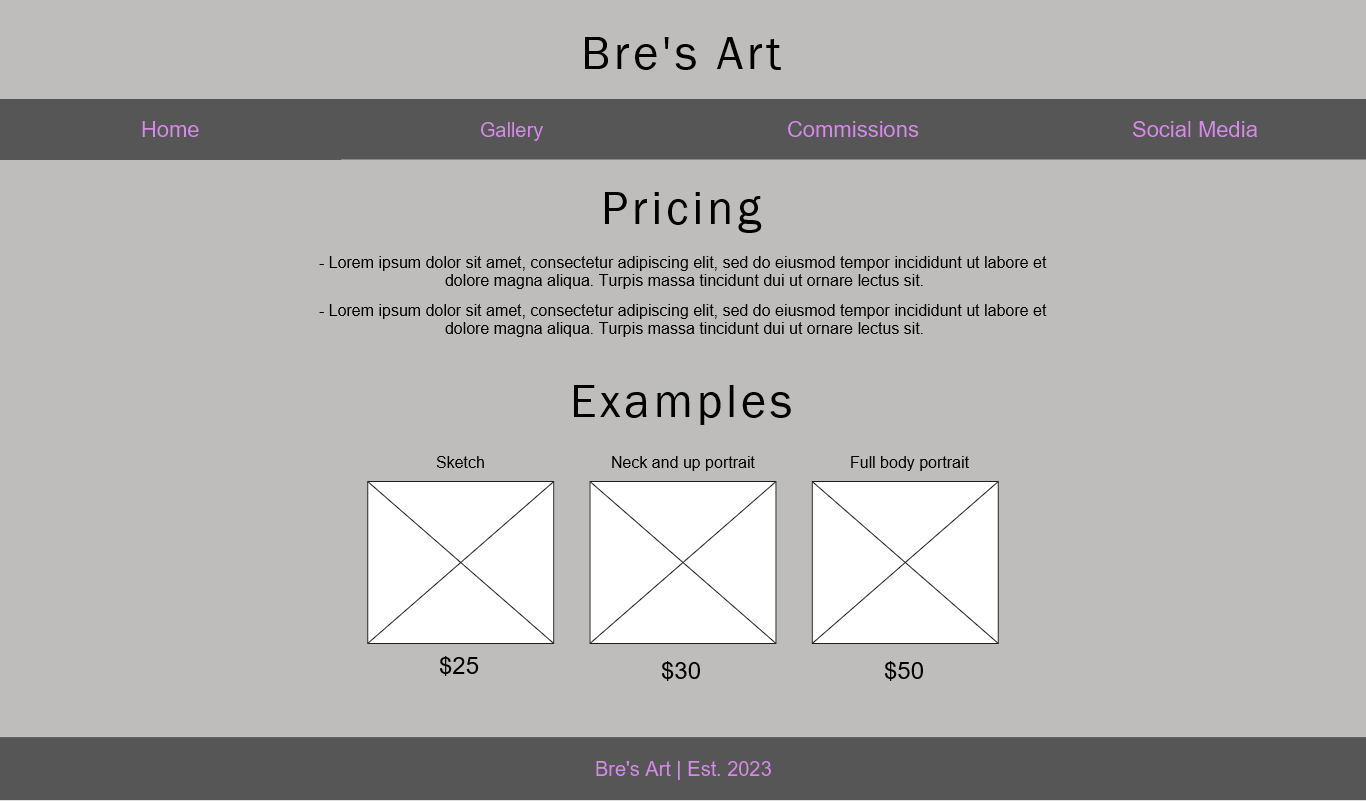 Bre's Art
Home Gallery Commissions Social Media
Pricing
- Lorem ipsum dolor sit amet, consectetur adipiscing elit, sed do eiusmod tempor incididunt ut labore et
dolore magna aliqua. Turpis massa tincidunt dui ut ornare lectus sit.
- Lorem ipsum dolor sit amet, consectetur adipiscing elit, sed do eiusmod tempor incididunt ut labore et
dolore magna aliqua. Turpis massa tincidunt dui ut ornare lectus sit.
Examples
Sketch Neck and up portrait Full body portrait
$25 $30 $50
Bre's Art | Est. 2023